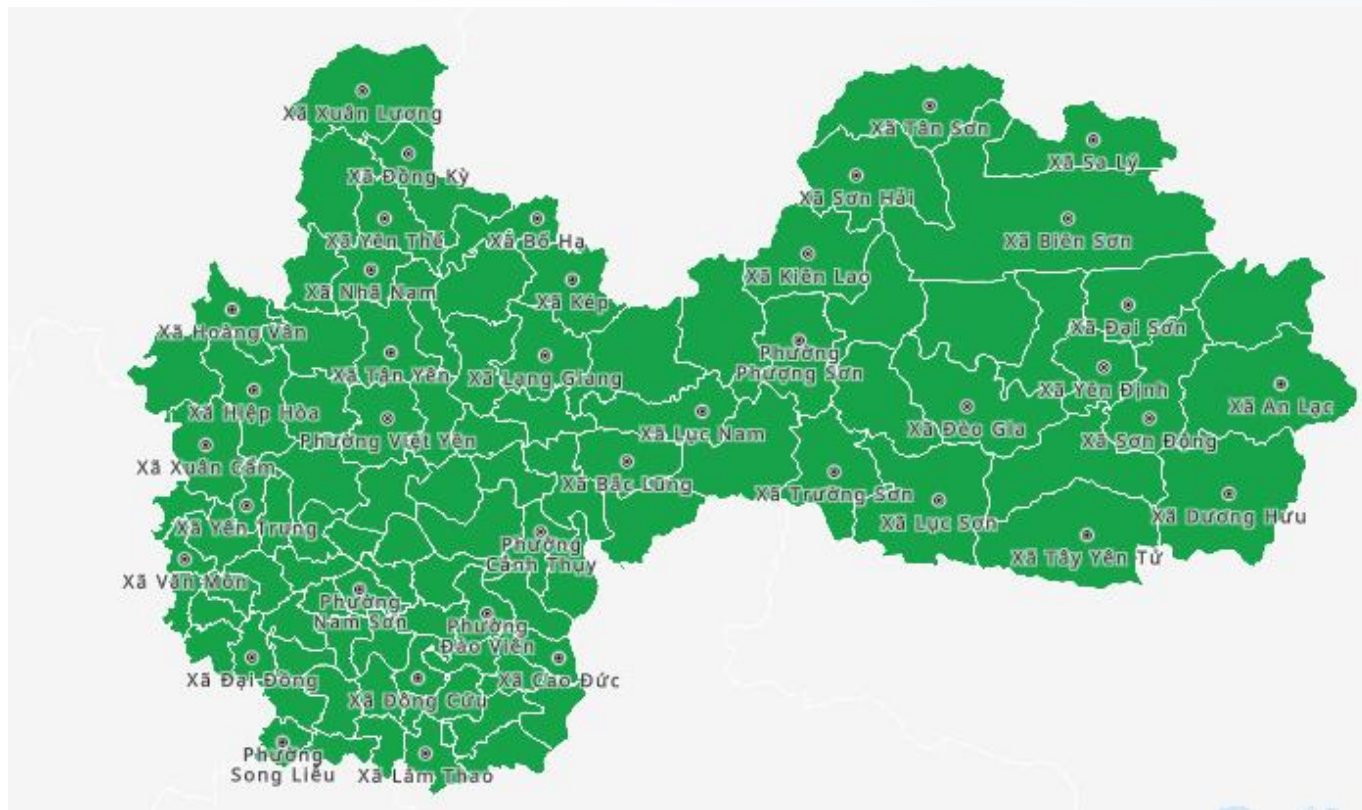 Xã Xuân Lương
Xã Tân Sơn
Xã Sa Lý
Xã Đồng Kỳ
Xã Sơn Hải
Xã Yên Thế
Xã Bố Hạ
Xã Biên Sơn
Xã Kiên Lao
Xã Nhã Nam
Xã Kép
Xã Hoàng Vân
Xã Đại Sơn
Phường
Phượng Sơn
Xã Tân Yên
Xã Lạng Giang
Xã Yên Định
Xã Hiệp Hòa
Xã An Lạc
Xã Đèo Gia
Phường Việt Yên
Xã Lục Nam
Xã Sơn Động
Xã Xuân Cẩm
Xã Bắc Lũng
Xã Trường Sơn
Xã Lục Sơn
Xã Dương Hưu
Xã Yên Trung
Phường
Cảnh Thụy
Xã Tây Yên Tử
Xã Văn Môn
Phường
Nam Sơn
Phường
Đào Viên
Xã Đại Đồng
Xã Cao Đức
Xã Đông Cứu
Phường
Song Liễu
Xã Lâm Thao